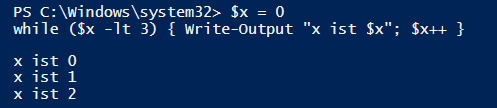 PS C:\Windows\system32> $x = 0
while ($x -lt 3) { Write-Output "x ist $x"; $x++ }
x ist 0
x ist 1
x ist 2